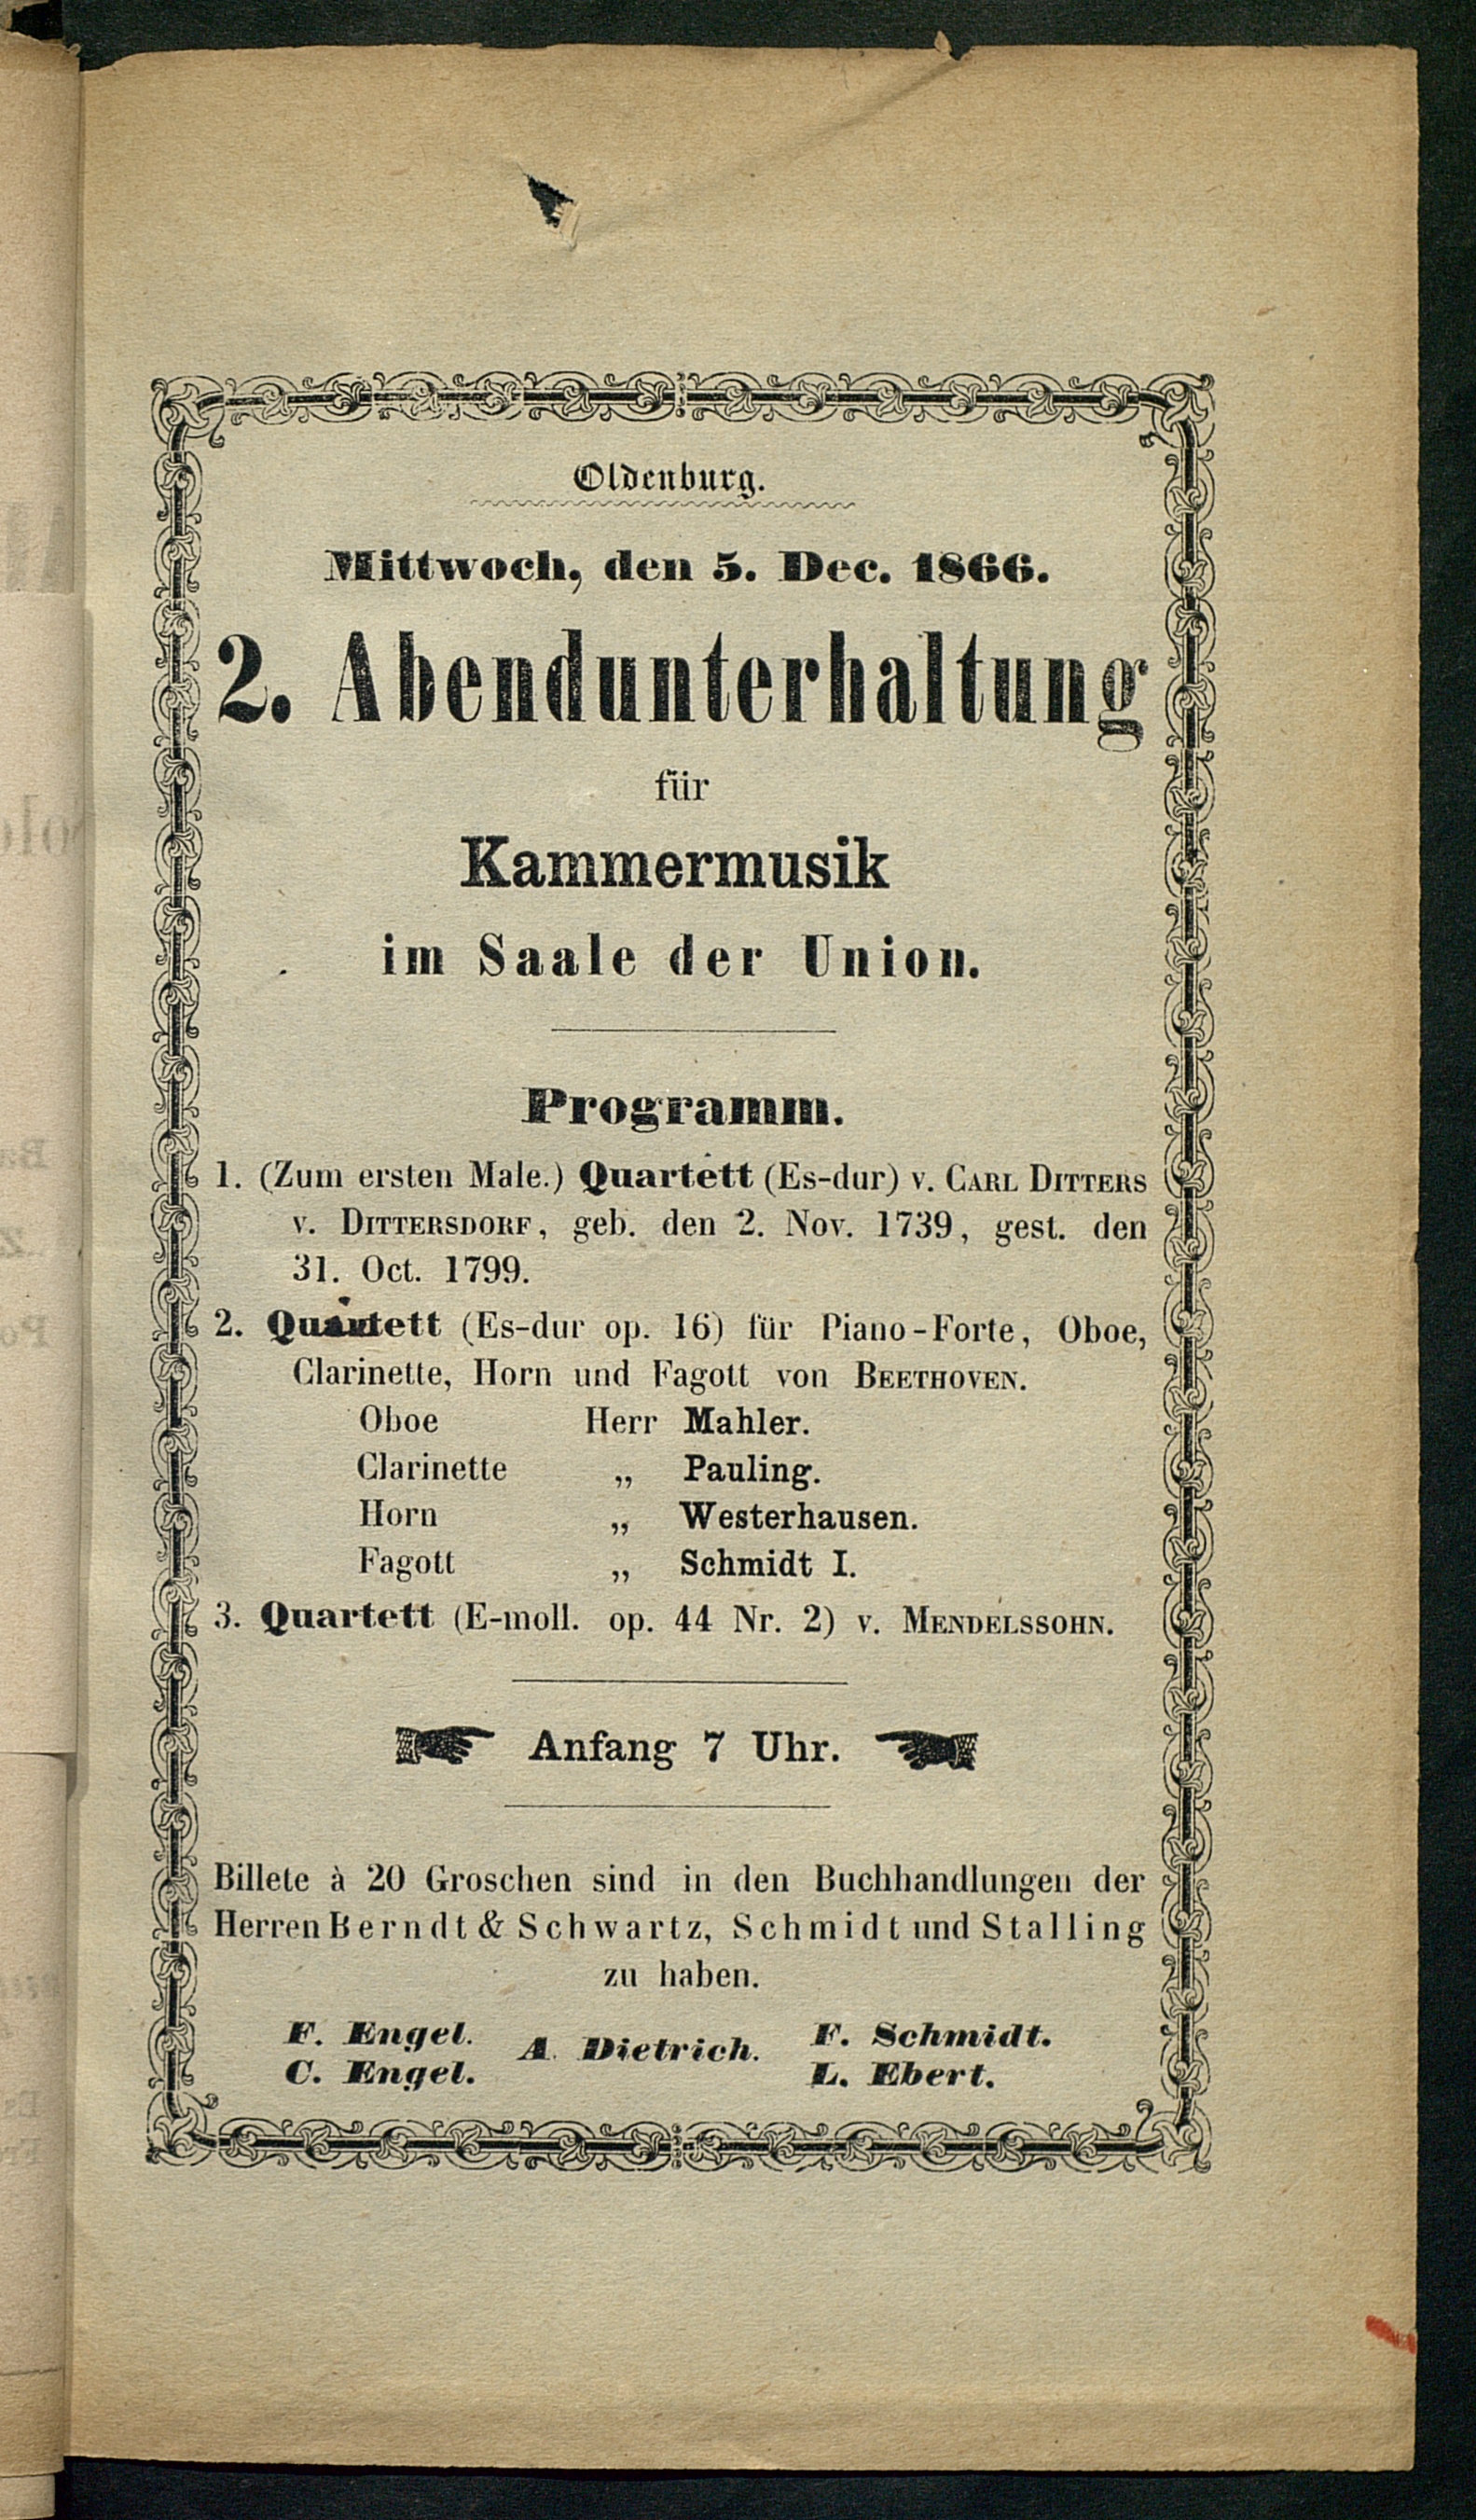 Oldenburg.
Mittwoch, den 5. Dec. 1866.
2. Abendunterhaltung
für
Kammermusik
im Saale der Union.
Programm.
1. (Zum ersten Male.) Quartett (Es-dur) v. CARL DITTERS
v. DITTERSDORF, geb. den 2. Nov. 1739, gest. den
31. Oct. 1799.
2. (Es-dur op. 16) für Piano-Forte, Oboe,
Clarinette, Horn und Fagott von BEETHOVEN.
Oboe Herr Mahler.
Clarinette „ Pauling.
Horn „ Westerhausen.
Fagott „ Schmidt I.
3. Quartett (E-moll. op. 44 Nr. 2) v. MENDELSSOHN.
Anfang 7 Uhr.
Billete à 20 Groschen sind in den Buchhandlungen der
Herren Berndt & Schwartz, Schmidt und Stalling
zu haben.
F. Engel. A. Dietrich. F. Schmidt.
C. Engel. L. Ebert.